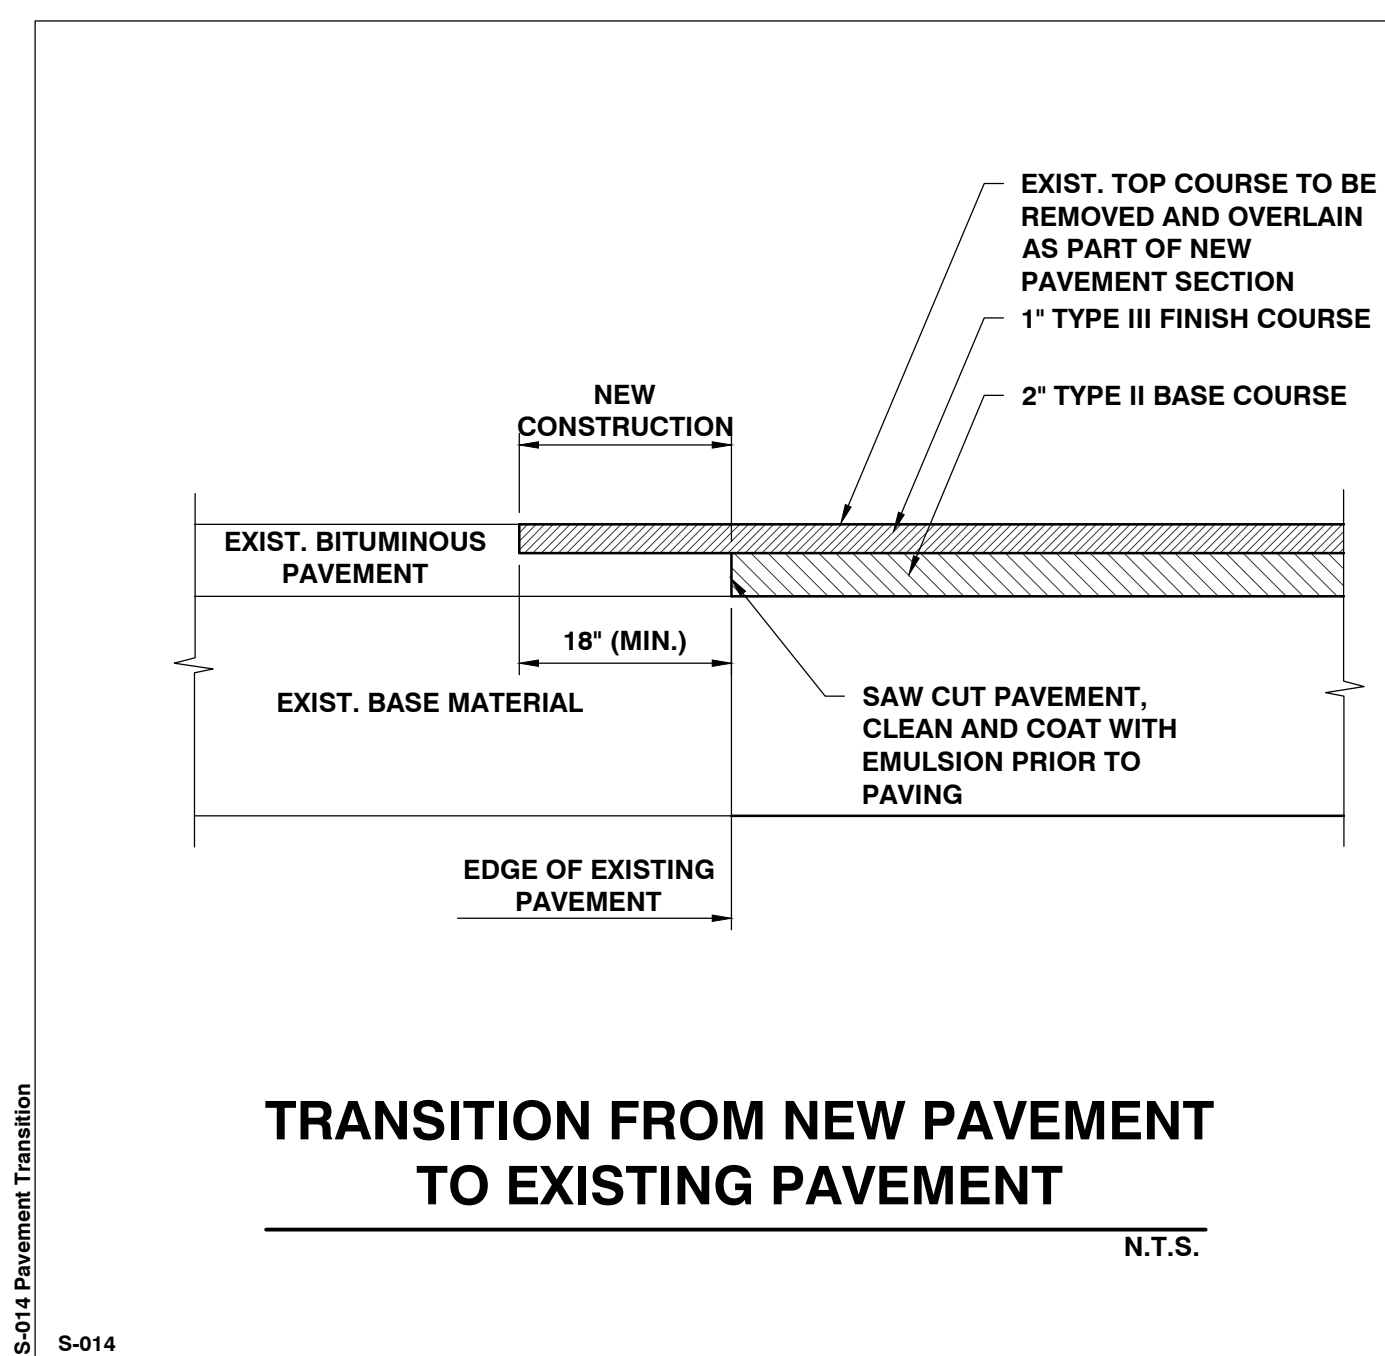 EXIST. TOP COURSE TO BE
REMOVED AND OVERLAIN
AS PART OF NEW
PAVEMENT SECTION
1" TYPE III FINISH COURSE
2" TYPE II BASE COURSE
NEW
CONSTRUCTION
EXIST. BITUMINOUS
PAVEMENT
18" (MIN.)
EXIST. BASE MATERIAL
SAW CUT PAVEMENT,
CLEAN AND COAT WITH
EMULSION PRIOR TO
PAVING
EDGE OF EXISTING
PAVEMENT
TRANSITION FROM NEW PAVEMENT
TO EXISTING PAVEMENT
N.T.S.
S-014 Pavement Transition
S-014